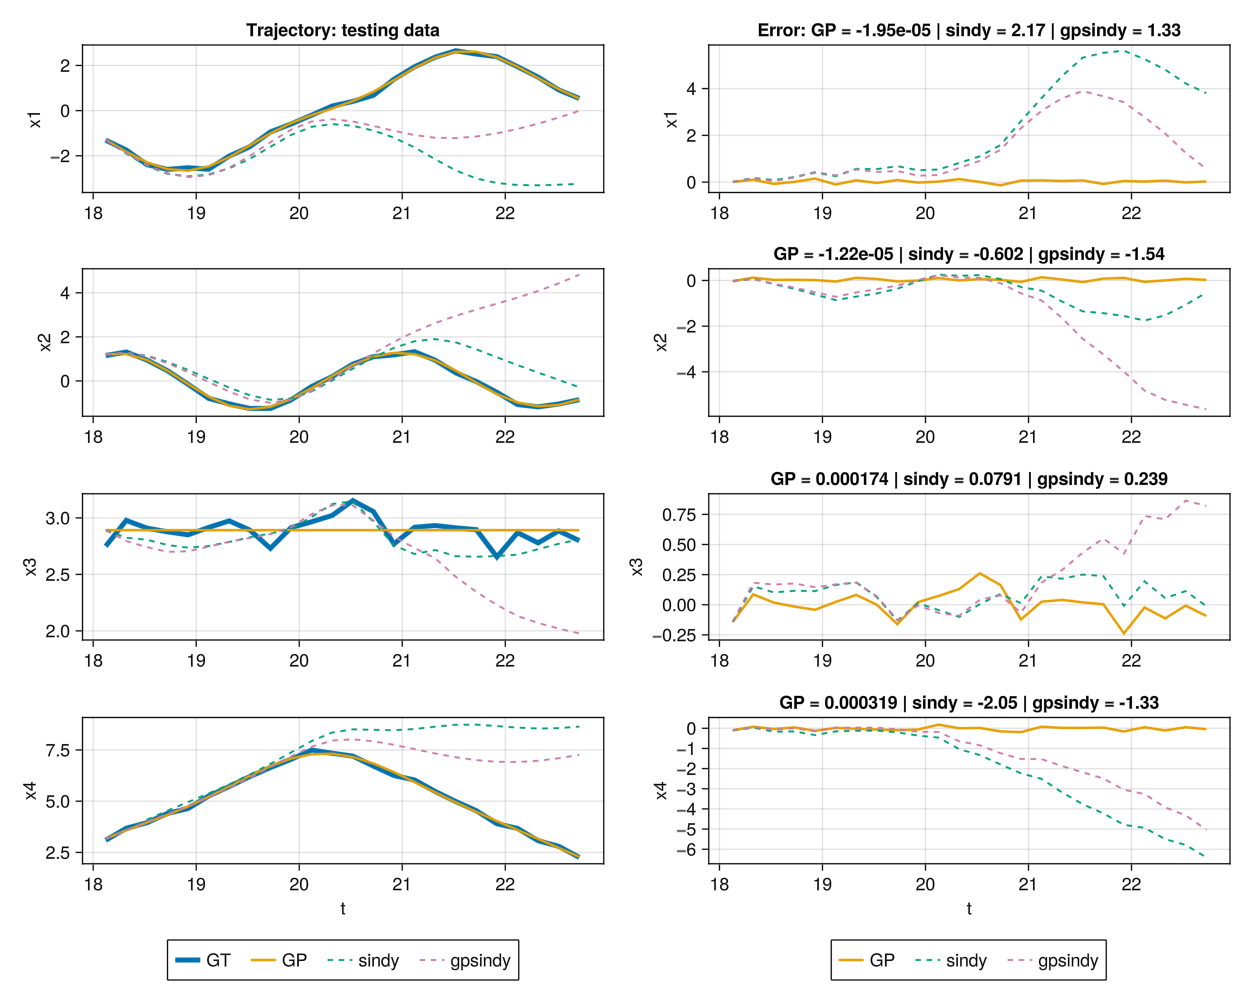 Trajectory: testing data
Error: GP = -1.95e-05 | sindy = 2.17 | gpsindy = 1.33
x1
2
0
−2
18 19 20 21 22
x1
4
2
0
18 19 20 21 22
GP = -1.22e-05 | sindy = -0.602 | gpsindy = -1.54
x2
4
2
0
18 19 20 21 22
x2
0
−2
−4
18 19 20 21 22
GP = 0.000174 | sindy = 0.0791 | gpsindy = 0.239
x3
3.0
2.5
2.0
18 19 20 21 22
x3
0.75
0.50
0.25
0.00
−0.25
18 19 20 21 22
GP = 0.000319 | sindy = -2.05 | gpsindy = -1.33
x4
7.5
5.0
2.5
18 19 20 21 22
t
x4
0
−1
−2
−3
−4
−5
−6
18 19 20 21 22
t
GT GP sindy gpsindy
GP sindy gpsindy